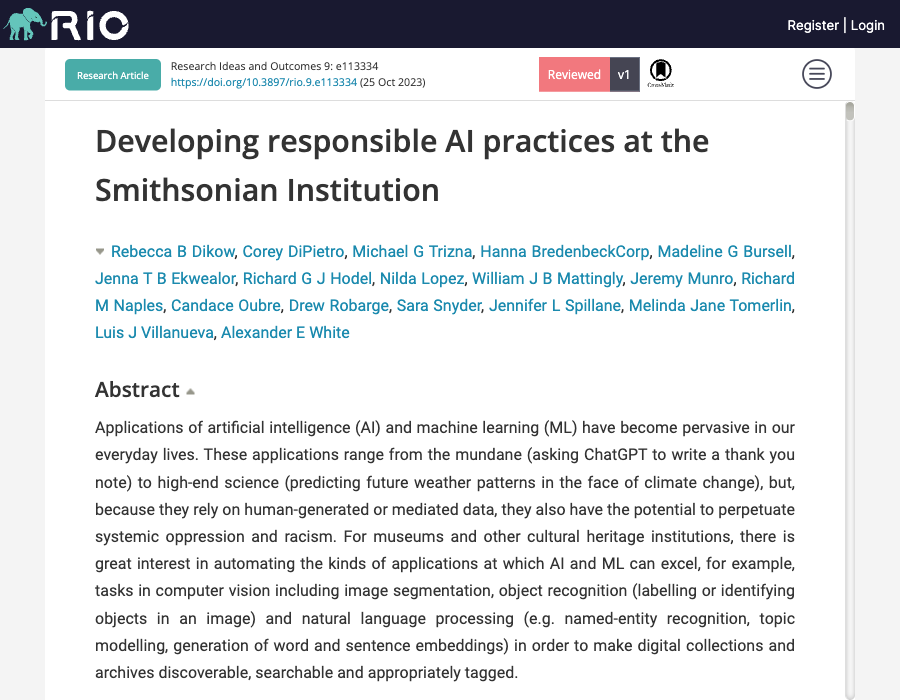 RIO
Register | Login
Research Article
Research Ideas and Outcomes 9: e113334
https://doi.org/10.3897/rio.9.e113334 (25 Oct 2023)
Reviewed v1
CrossMark
Developing responsible AI practices at the
Smithsonian Institution
Rebecca B Dikow, Corey DiPietro, Michael G Trizna, Hanna BredenbeckCorp, Madeline G Bursell,
Jenna T B Ekwealor, Richard G J Hodel, Nilda Lopez, William J B Mattingly, Jeremy Munro, Richard
M Naples, Candace Oubre, Drew Robarge, Sara Snyder, Jennifer L Spillane, Melinda Jane Tomerlin,
Luis J Villanueva, Alexander E White
Abstract
Applications of artificial intelligence (AI) and machine learning (ML) have become pervasive in our
everyday lives. These applications range from the mundane (asking ChatGPT to write a thank you
note) to high-end science (predicting future weather patterns in the face of climate change), but,
because they rely on human-generated or mediated data, they also have the potential to perpetuate
systemic oppression and racism. For museums and other cultural heritage institutions, there is
great interest in automating the kinds of applications at which AI and ML can excel, for example,
tasks in computer vision including image segmentation, object recognition (labelling or identifying
objects in an image) and natural language processing (e.g. named-entity recognition, topic
modelling, generation of word and sentence embeddings) in order to make digital collections and
archives discoverable, searchable and appropriately tagged.